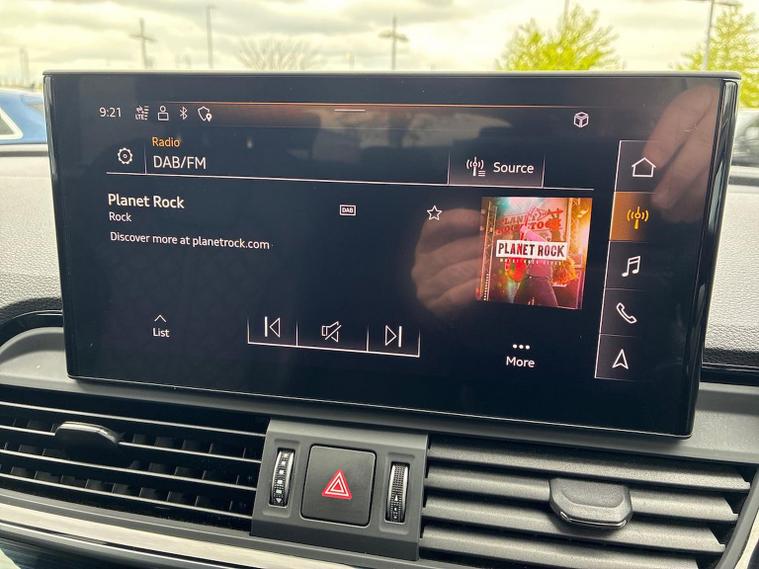 9:21
LTE
Radio
DAB/FM
Source
Planet Rock
DAB
Rock
Discover more at planetrock.com
PLANET ROCK
List
More